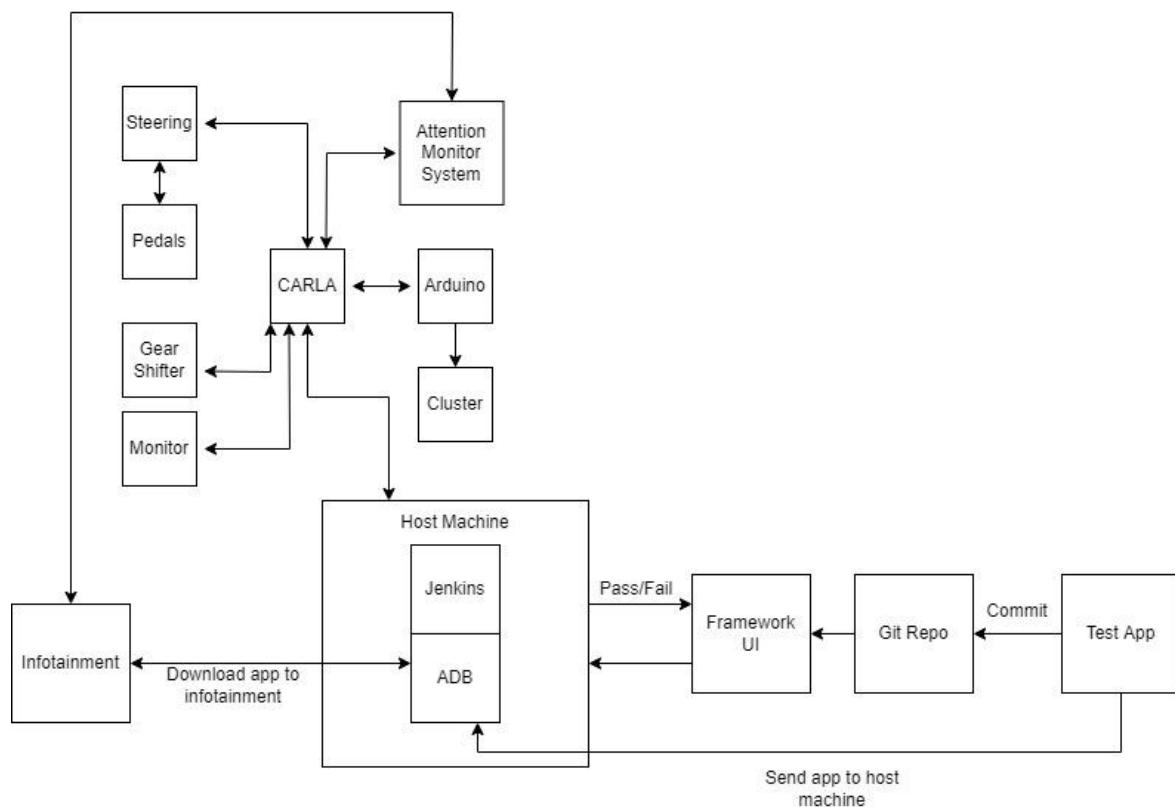 Steering
Attention
Monitor
System
Pedals
CARLA
Arduino
Gear
Shifter
Cluster
Monitor
Host Machine
Jenkins
Pass/Fail
Framework
UI
Git Repo
Commit
Test App
Infotainment
Download app to
infotainment
ADB
Send app to host
machine